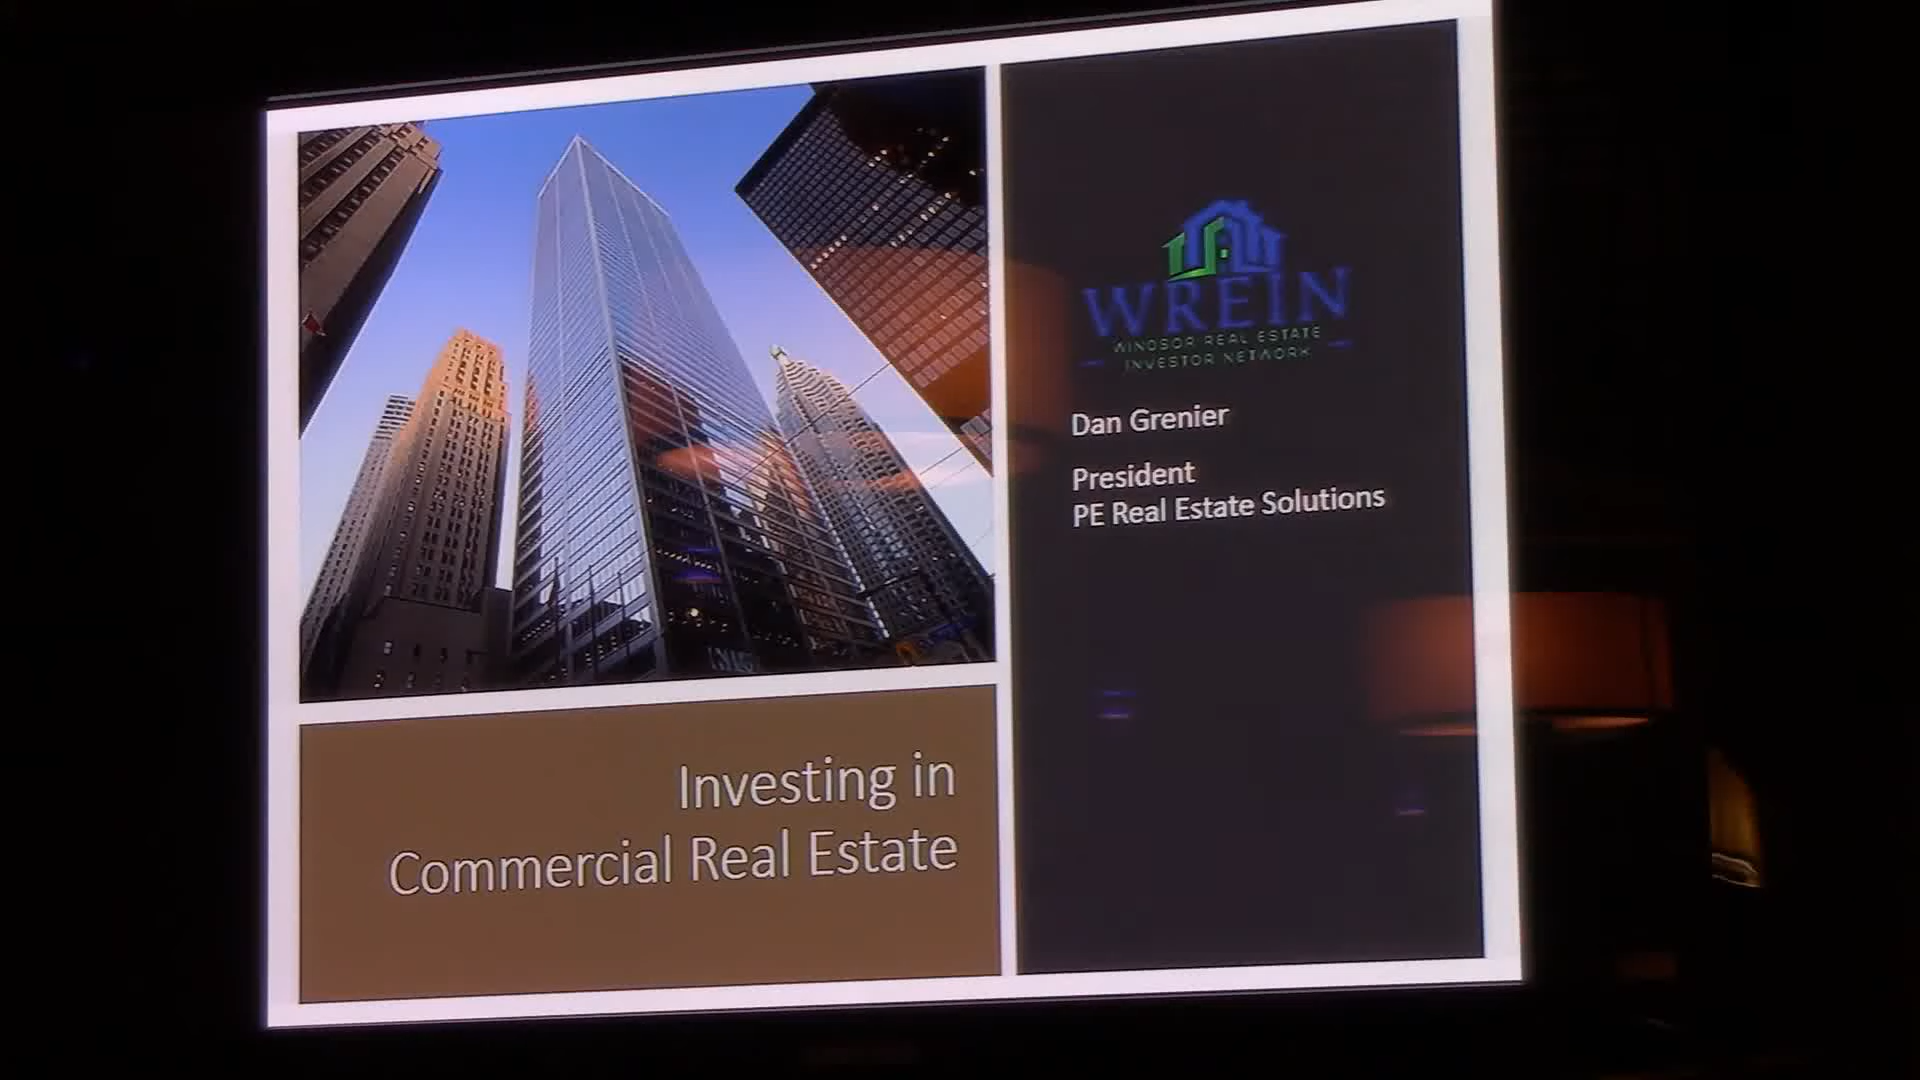 WREIN
WINDSOR REAL ESTATE
INVESTOR NETWORK
Dan Grenier
President
PE Real Estate Solutions
Investing in
Commercial Real Estate